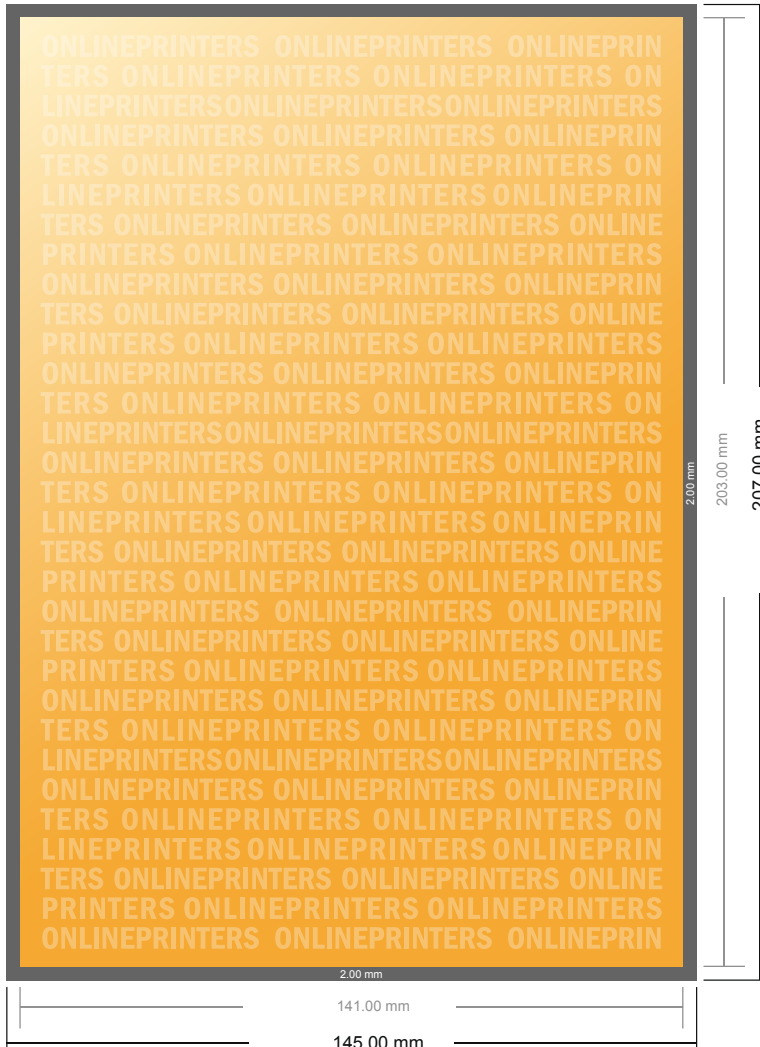 ONLINEPRINTERS ONLINEPRINTERS ONLINEPRIN
TERS ONLINEPRINTERS ONLINEPRINTERS ON
LINEPRINTERSONLINEPRINTERSONLINEPRINTERS
ONLINEPRINTERS ONLINEPRINTERS ONLINEPRIN
TERS ONLINEPRINTERS ONLINEPRINTERS ON
LINEPRINTERS ONLINEPRINTERS ONLINEPRIN
TERS ONLINEPRINTERS ONLINEPRINTERS ONLINE
PRINTERS ONLINEPRINTERS ONLINEPRINTERS
ONLINEPRINTERS ONLINEPRINTERS ONLINEPRIN
TERS ONLINEPRINTERS ONLINEPRINTERS ONLINE
PRINTERS ONLINEPRINTERS ONLINEPRINTERS
ONLINEPRINTERS ONLINEPRINTERS ONLINEPRIN
TERS ONLINEPRINTERS ONLINEPRINTERS ON
LINEPRINTERSONLINEPRINTERSONLINEPRINTERS
ONLINEPRINTERS ONLINEPRINTERS ONLINEPRIN
TERS ONLINEPRINTERS ONLINEPRINTERS ON
LINEPRINTERS ONLINEPRINTERS ONLINEPRIN
TERS ONLINEPRINTERS ONLINEPRINTERS ONLINE
PRINTERS ONLINEPRINTERS ONLINEPRINTERS
ONLINEPRINTERS ONLINEPRINTERS ONLINEPRIN
TERS ONLINEPRINTERS ONLINEPRINTERS ONLINE
PRINTERS ONLINEPRINTERS ONLINEPRINTERS
ONLINEPRINTERS ONLINEPRINTERS ONLINEPRIN
TERS ONLINEPRINTERS ONLINEPRINTERS ON
LINEPRINTERSONLINEPRINTERSONLINEPRINTERS
ONLINEPRINTERS ONLINEPRINTERS ONLINEPRIN
TERS ONLINEPRINTERS ONLINEPRINTERS ON
LINEPRINTERS ONLINEPRINTERS ONLINEPRIN
TERS ONLINEPRINTERS ONLINEPRINTERS ONLINE
PRINTERS ONLINEPRINTERS ONLINEPRINTERS
ONLINEPRINTERS ONLINEPRINTERS ONLINEPRIN
2.00 mm
203.00 mm
207.00 mm
2.00 mm
141.00 mm
145.00 mm